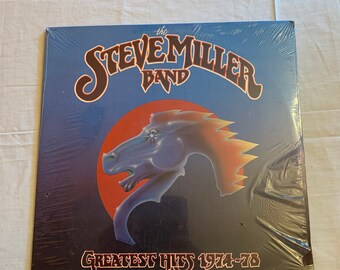 the
STEVE MILLER
BAND
GREATEST HITS 1974-78